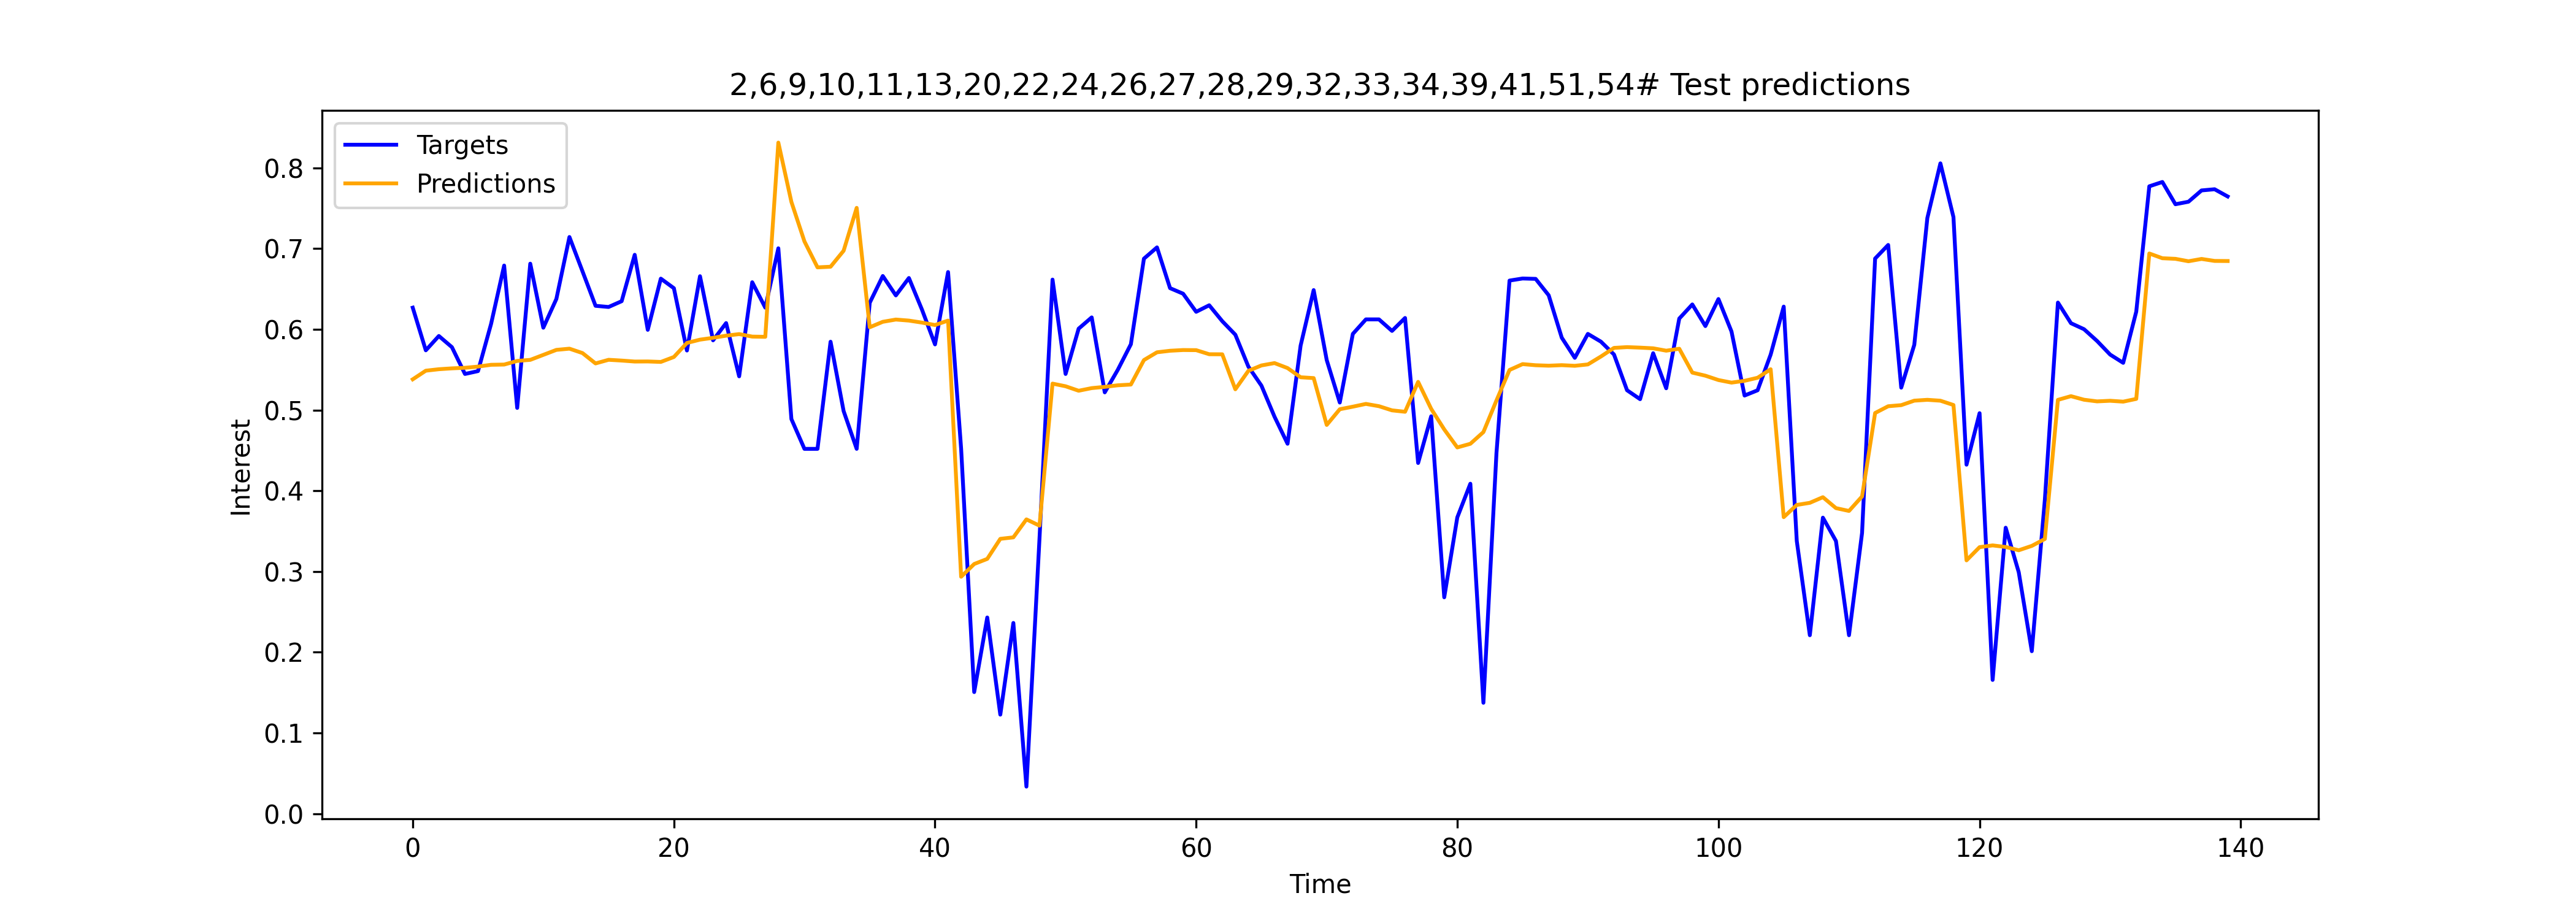 2,6,9,10,11,13,20,22,24,26,27,28,29,32,33,34,39,41,51,54# Test predictions
Targets
Predictions
Interest
0.8
0.7
0.6
0.5
0.4
0.3
0.2
0.1
0.0
0 20 40 60 80 100 120 140
Time